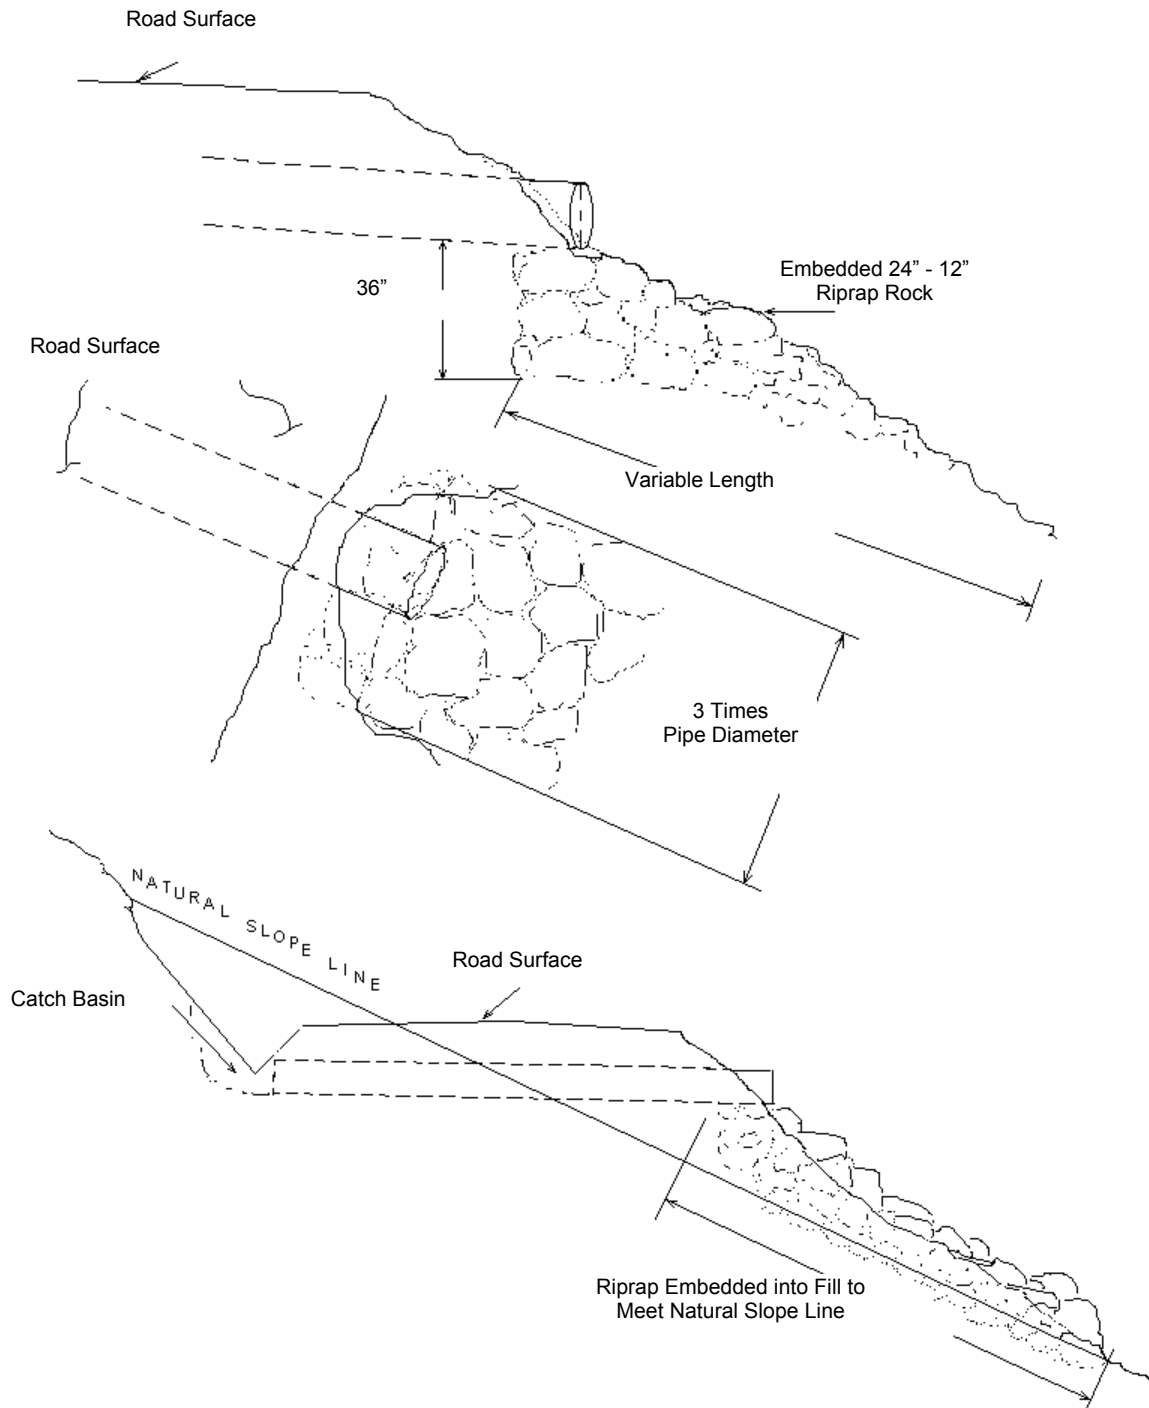 Road Surface
36”
Embedded 24” - 12”
Riprap Rock
Road Surface
Variable Length
3 Times
Pipe Diameter
NATURAL SLOPE LINE
Road Surface
Catch Basin
Riprap Embedded into Fill to
Meet Natural Slope Line